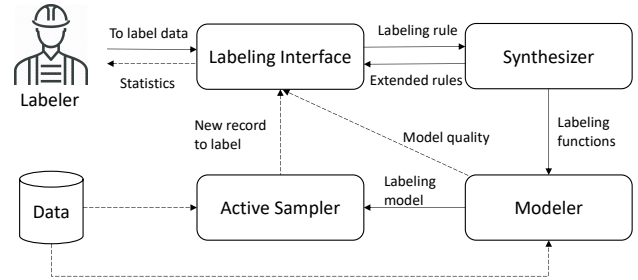 To label data
Statistics
Labeler
Labeling Interface
Labeling rule
Extended rules
Synthesizer
New record
to label
Model quality
Labeling
functions
Data
Active Sampler
Labeling
model
Modeler